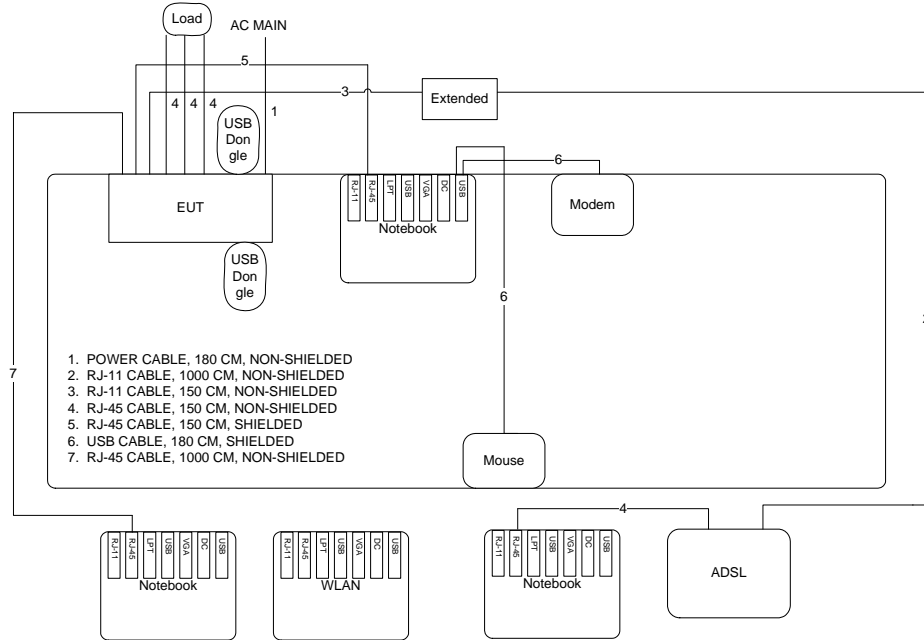 Load
AC MAIN
5
3
Extended
4 4 4
1
USB
Don
gle
6
RJ-11 RJ-45 LPT USB VGA DC USB
Notebook
Modem
EUT
USB
Don
gle
6
7
1. POWER CABLE, 180 CM, NON-SHIELDED
2. RJ-11 CABLE, 1000 CM, NON-SHIELDED
3. RJ-11 CABLE, 150 CM, NON-SHIELDED
4. RJ-45 CABLE, 150 CM, NON-SHIELDED
5. RJ-45 CABLE, 150 CM, SHIELDED
6. USB CABLE, 180 CM, SHIELDED
7. RJ-45 CABLE, 1000 CM, NON-SHIELDED
Mouse
4
RJ-11 RJ-45 LPT USB VGA DC USB
Notebook
RJ-11 RJ-45 LPT USB VGA DC USB
WLAN
RJ-11 RJ-45 LPT USB VGA DC USB
Notebook
ADSL